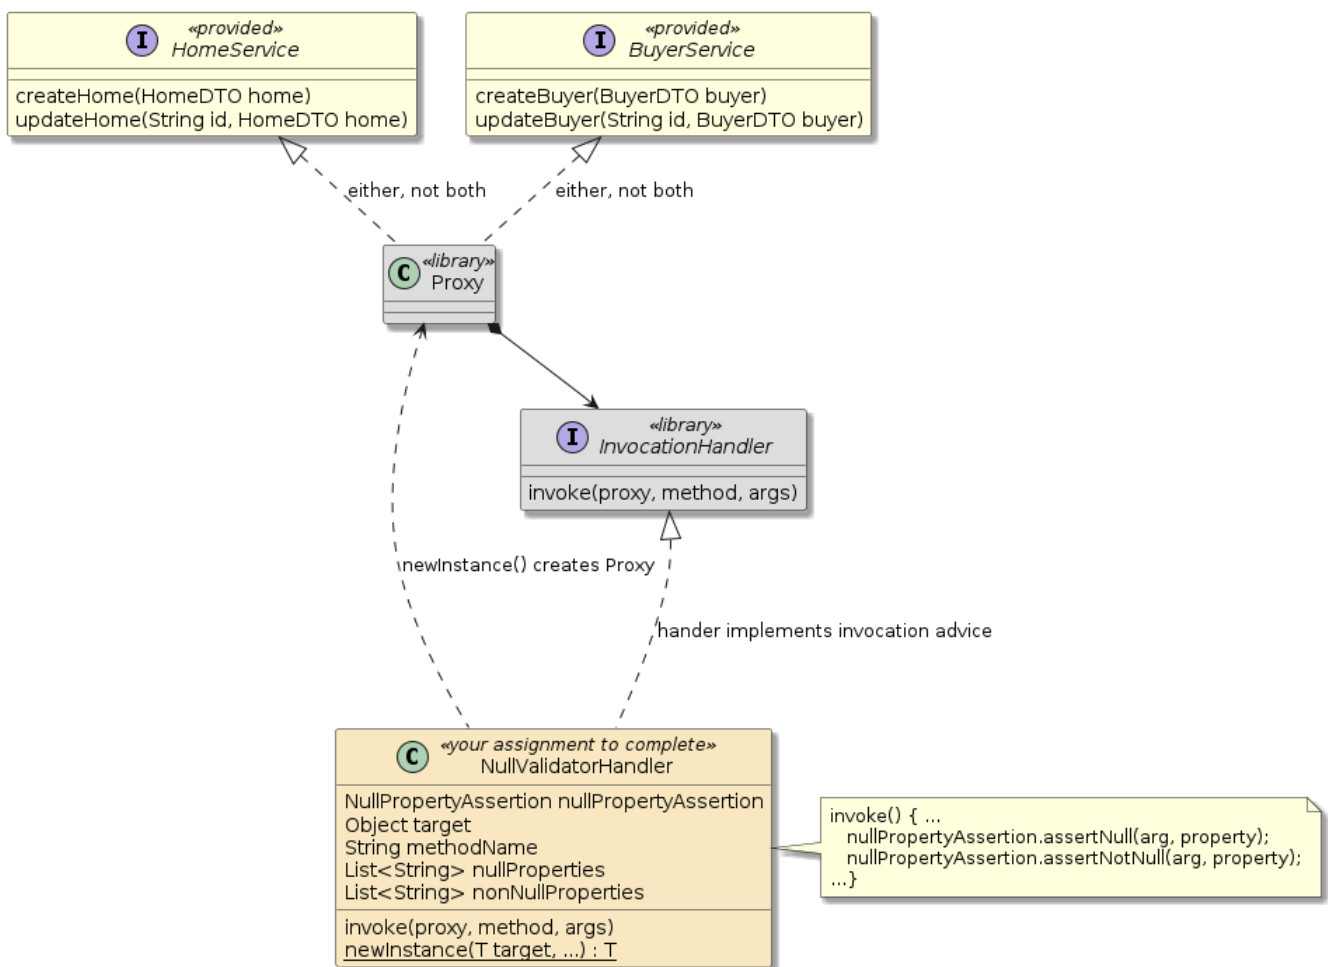 I
«provided»
HomeService
createHome(HomeDTO home)
updateHome(String id, HomeDTO home)
I
«provided»
BuyerService
createBuyer(BuyerDTO buyer)
updateBuyer(String id, BuyerDTO buyer)
either, not both
either, not both
C
«library»
Proxy
I
«library»
InvocationHandler
invoke(proxy, method, args)
newInstance() creates Proxy
hander implements invocation advice
C
«your assignment to complete»
NullValidatorHandler
NullPropertyAssertion nullPropertyAssertion
Object target
String methodName
List<String> nullProperties
List<String> nonNullProperties
invoke(proxy, method, args)
newInstance(T target, ...) : T
invoke() { ...
nullPropertyAssertion.assertNull(arg, property);
nullPropertyAssertion.assertNotNull(arg, property);
...}